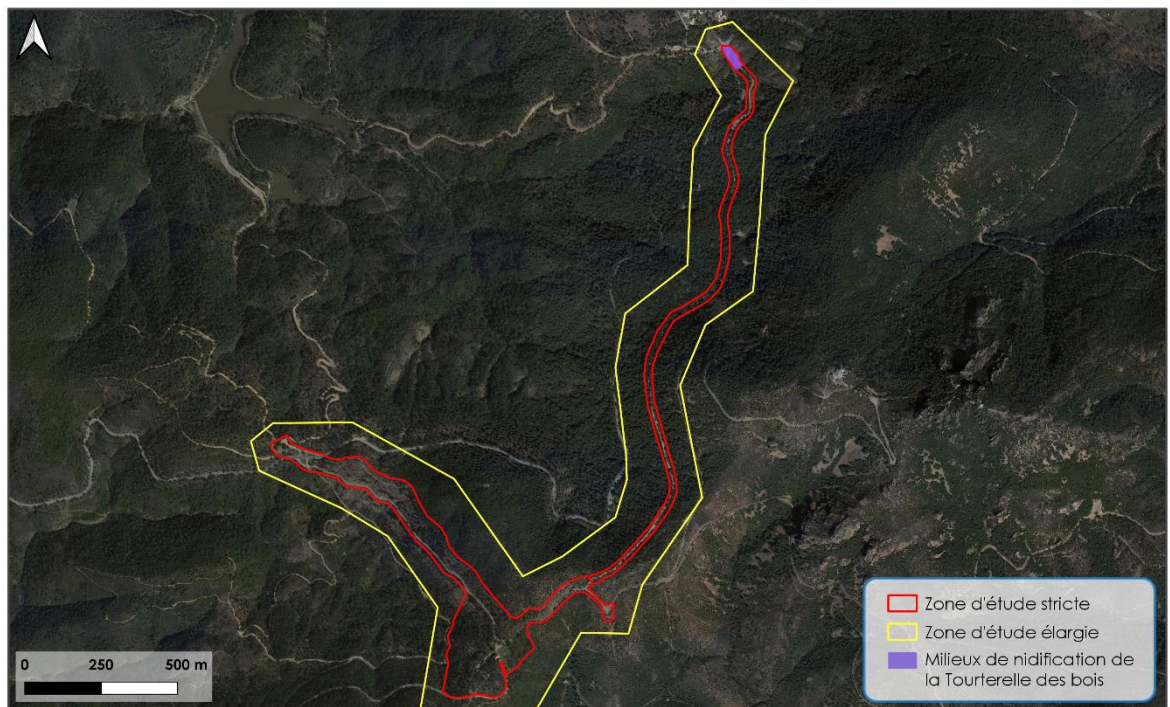 Zone d'étude stricte
Zone d'étude élargie
Milieux de nidification de
la Tourterelle des bois
0 250 500 m